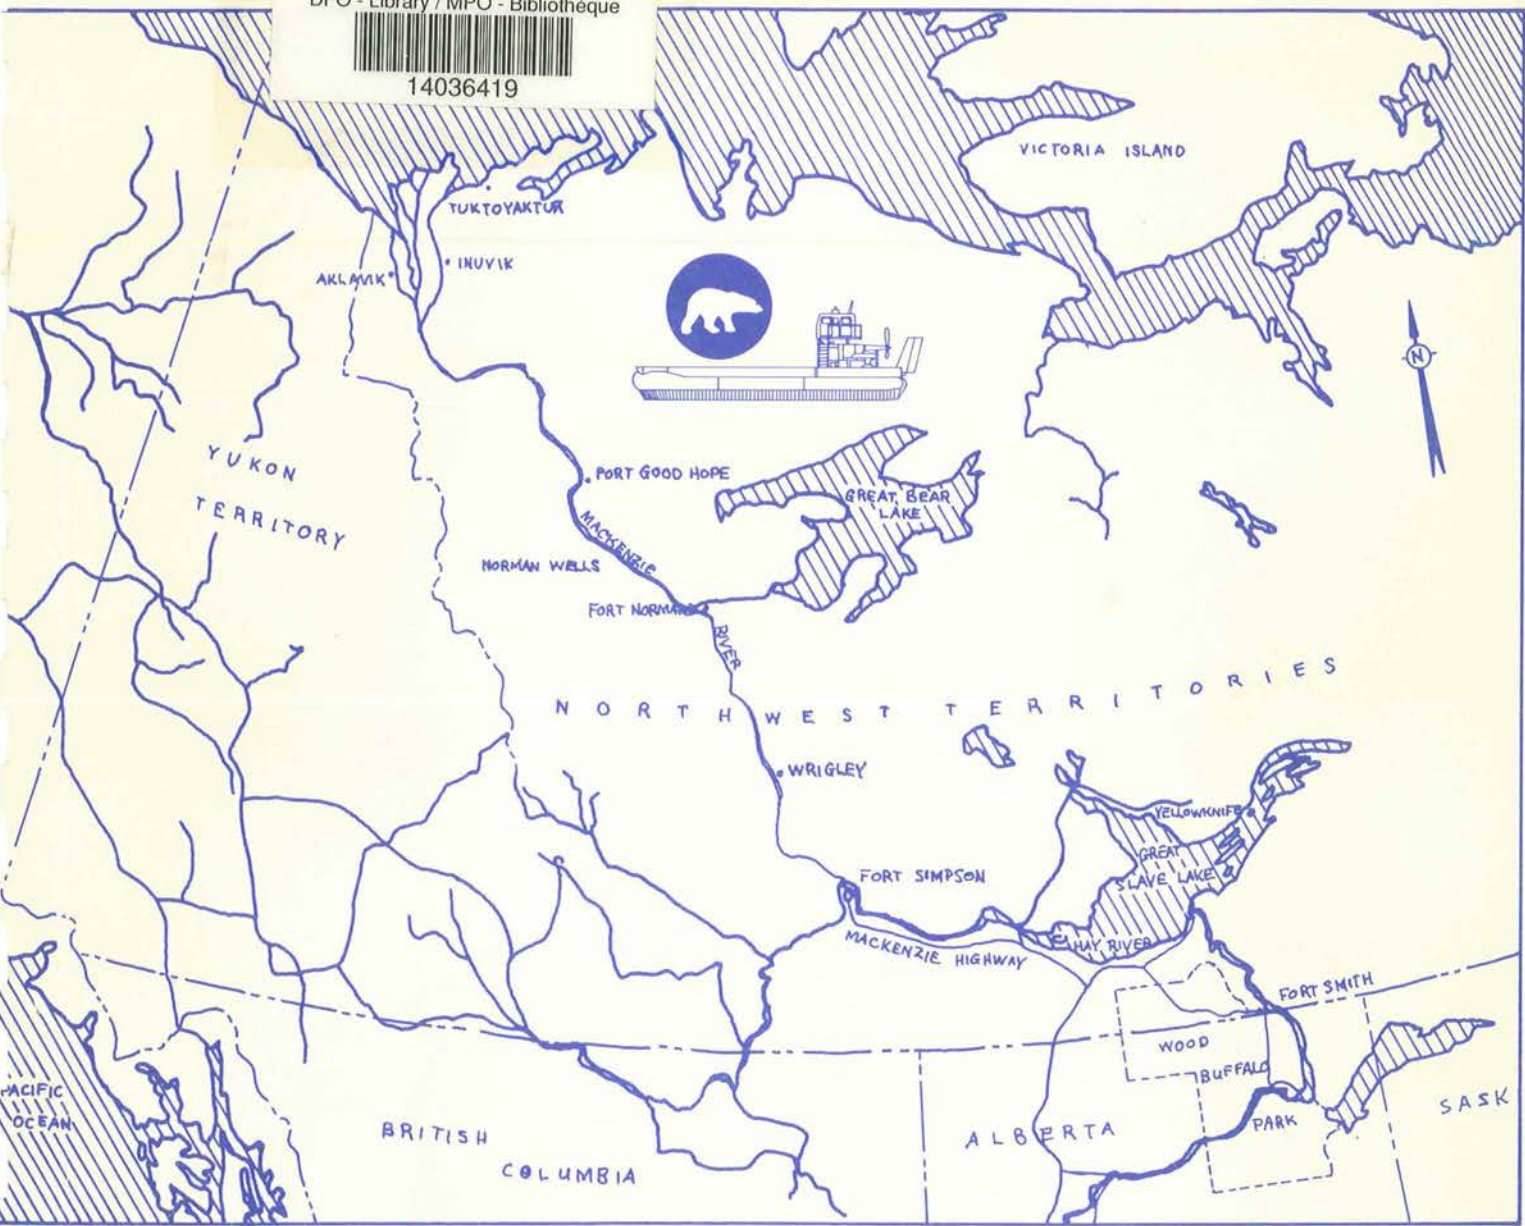 DFO - Library / MPO - Bibliothèque
14036419
VICTORIA ISLAND
TUKTOYAKTUK
INUVIK
AKLAVIK
N
YUKON
TERRITORY
FORT GOOD HOPE
GREAT BEAR
LAKE
MACKENZIE
NORMAN WELLS
FORT NORMAN
RIVER
NORTHWEST TERRITORIES
WRIGLEY
YELLOWKNIFE
GREAT
SLAVE LAKE
FORT SIMPSON
HAY RIVER
MACKENZIE HIGHWAY
FORT SMITH
WOOD
BUFFALO
PARK
PACIFIC
OCEAN
BRITISH
COLUMBIA
ALBERTA
SASK